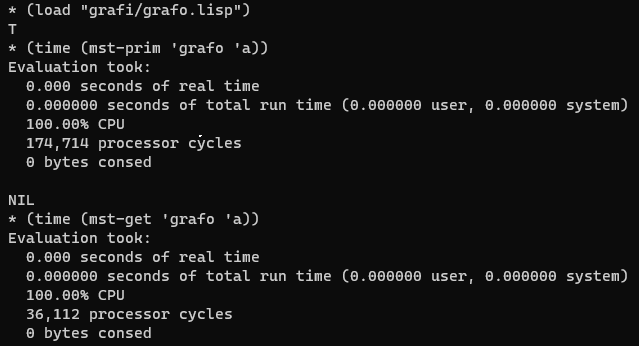 * (load "grafi/grafo.lisp")
T
* (time (mst-prim 'grafo 'a))
Evaluation took:
  0.000 seconds of real time
  0.000000 seconds of total run time (0.000000 user, 0.000000 system)
  100.00% CPU
  174,714 processor cycles
  0 bytes consed

NIL
* (time (mst-get 'grafo 'a))
Evaluation took:
  0.000 seconds of real time
  0.000000 seconds of total run time (0.000000 user, 0.000000 system)
  100.00% CPU
  36,112 processor cycles
  0 bytes consed